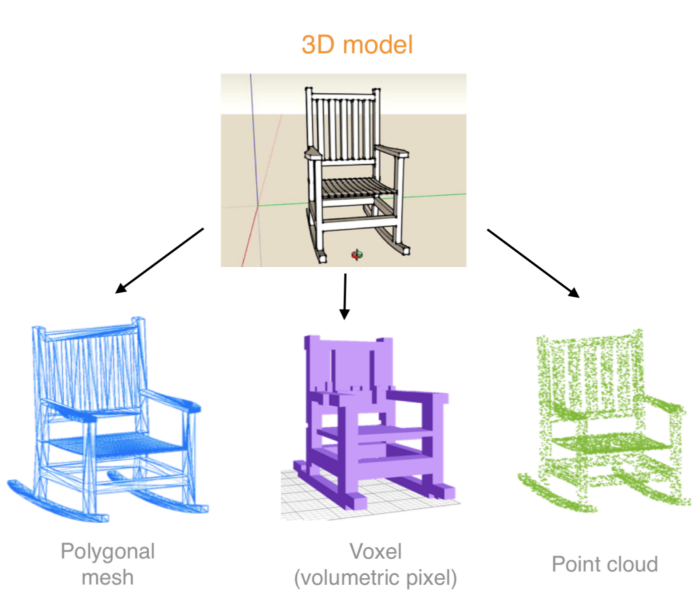 3D model
Polygonal
mesh
Voxel
(volumetric pixel)
Point cloud